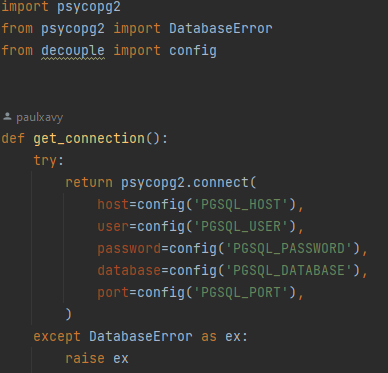 import psycopg2
from psycopg2 import DatabaseError
from decouple import config
paulxavy
def get_connection():
    try:
        return psycopg2.connect(
            host=config('PGSQL_HOST'),
            user=config('PGSQL_USER'),
            password=config('PGSQL_PASSWORD'),
            database=config('PGSQL_DATABASE'),
            port=config('PGSQL_PORT'),
        )
    except DatabaseError as ex:
        raise ex